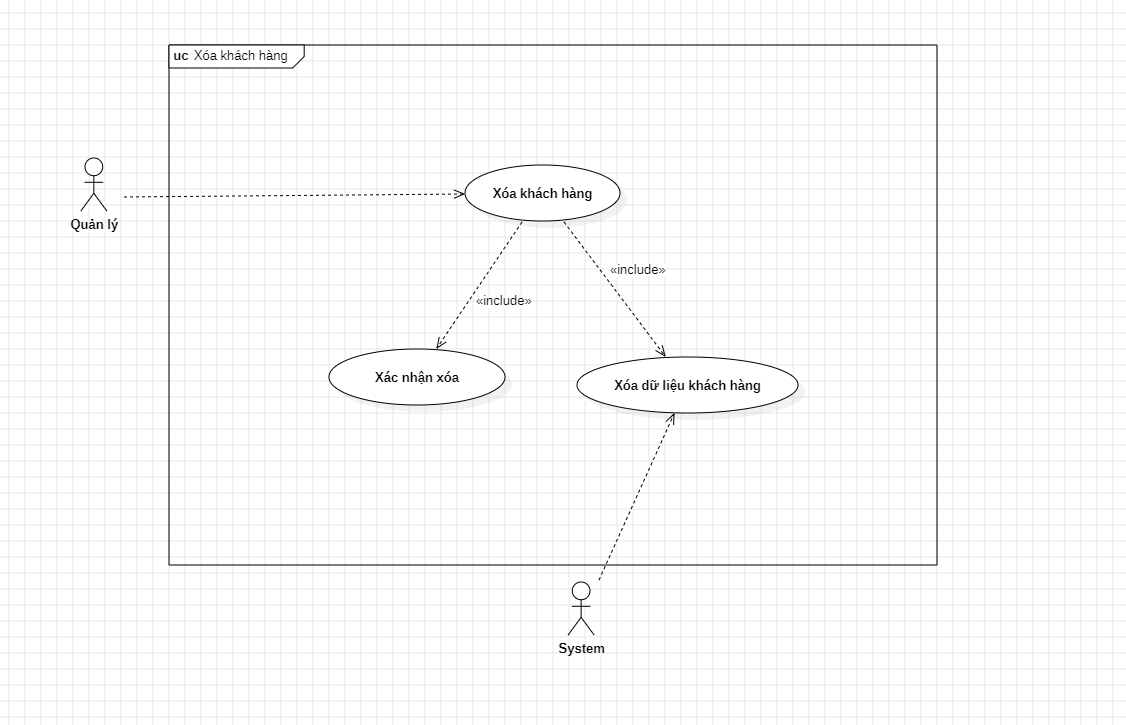 uc Xóa khách hàng
Quản lý
Xóa khách hàng
«include»
«include»
Xác nhận xóa
Xóa dữ liệu khách hàng
System